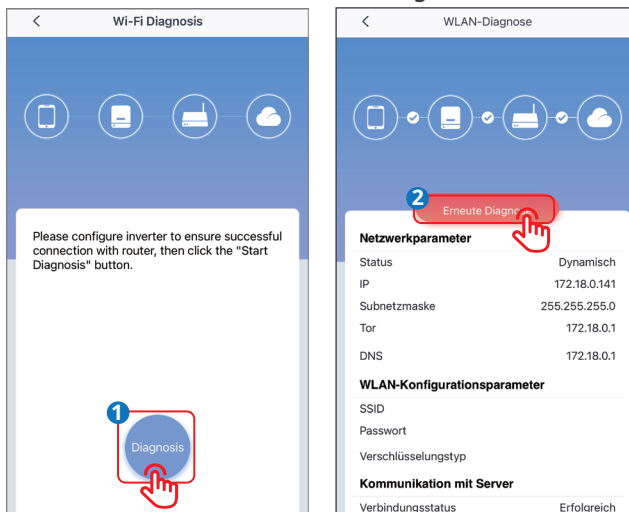 Wi-Fi Diagnosis
Please configure inverter to ensure successful
connection with router, then click the "Start
Diagnosis" button.
1
Diagnosis
WLAN-Diagnose
2
Erneute Diagnose
Netzwerkparameter
Status Dynamisch
IP 172.18.0.141
Subnetzmaske 255.255.255.0
Tor 172.18.0.1
DNS 172.18.0.1
WLAN-Konfigurationsparameter
SSID
Passwort
Verschlüsselungstyp
Kommunikation mit Server
Verbindungsstatus Erfolgreich